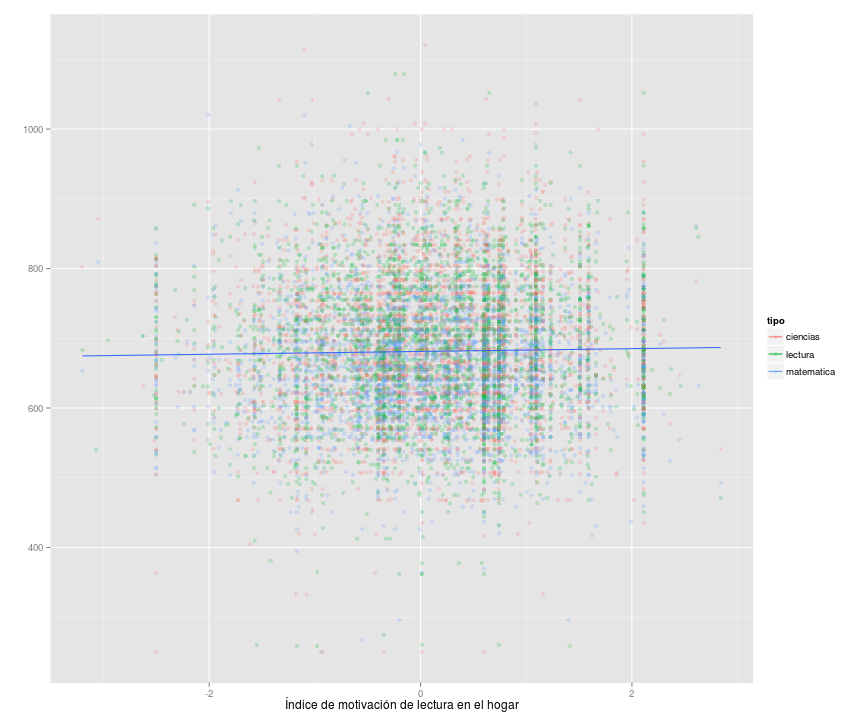 1000
800
600
400
-2
0
2
Índice de motivación de lectura en el hogar
tipo
ciencias
lectura
matematica